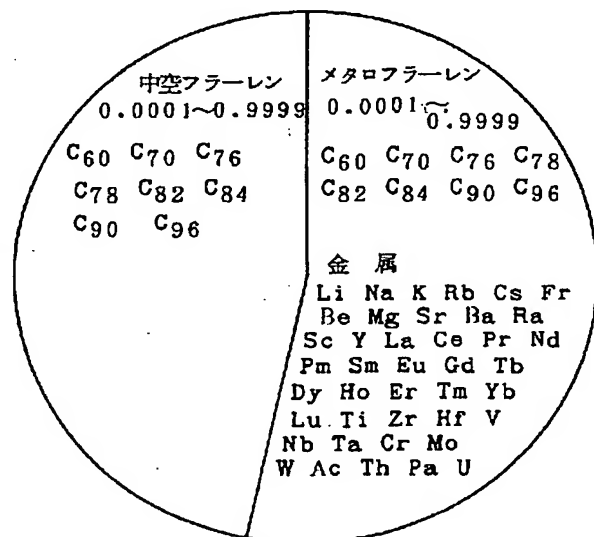 中空フラーレン
0.0001~0.9999
C60 C70 C76
C78 C82 C84
C90 C96
メタロフラーレン
0.0001~
0.9999
C60 C70 C76 C78
C82 C84 C90 C96
金属
Li Na K Rb Cs Fr
Be Mg Sr Ba Ra
Sc Y La Ce Pr Nd
Pm Sm Eu Gd Tb
Dy Ho Er Tm Yb
Lu Ti Zr Hf V
Nb Ta Cr Mo
W Ac Th Pa U